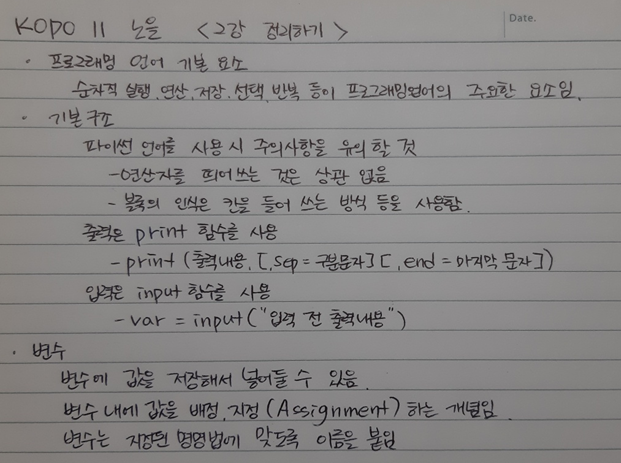 KOPO 11 노을 <2강 정리하기>
Date.
· 프로그래밍 언어 기본 요소
순차적 실행, 연산, 저장, 선택, 반복 등이 프로그래밍언어의 주요한 요소임.
· 기본구조
파이썬 언어를 사용 시 주의사항을 유의 할 것
-연산자를 띄어쓰는 것은 상관 없음
- 블록의 인식은 칸을 들어 쓰는 방식 등을 사용함.
출력은 print 함수를 사용
-print (출력내용, [,sep = 구분문자] [, end = 마지막 문자])
입력은 input 함수를 사용
- var = input("입력 전 출력내용")
· 변수
변수에 값을 저장해서 넣어둘 수 있음.
변수 내에 값을 배정, 지정 (Assignment) 하는 개념임.
변수는 지정된 명명법에 맞도록 이름을 붙임